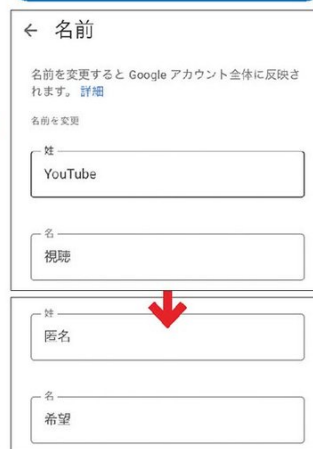 ← 名前
名前を変更すると Google アカウント全体に反映さ
れます。 詳細
名前を変更
姓
YouTube
名
視聴
姓
匿名
名
希望